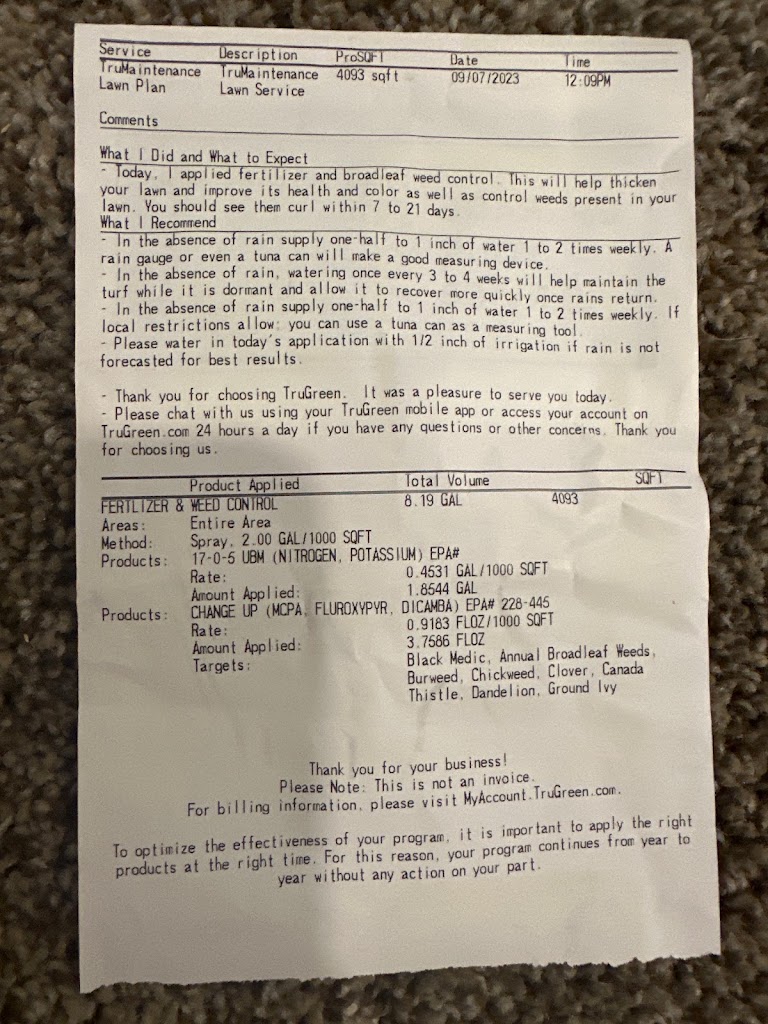 Service Description ProSQFT Date Time
TruMaintenance TruMaintenance 4093 sqft 09/07/2023 12:09PM
Lawn Plan Lawn Service
Comments
What I Did and What to Expect
- Today, I applied fertilizer and broadleaf weed control. This will help thicken
your lawn and improve its health and color as well as control weeds present in your
lawn. You should see them curl within 7 to 21 days.
What I Recommend
- In the absence of rain supply one-half to 1 inch of water 1 to 2 times weekly. A
rain gauge or even a tuna can will make a good measuring device.
- In the absence of rain, watering once every 3 to 4 weeks will help maintain the
turf while it is dormant and allow it to recover more quickly once rains return.
- In the absence of rain supply one-half to 1 inch of water 1 to 2 times weekly. If
local restrictions allow; you can use a tuna can as a measuring tool.
- Please water in today's application with 1/2 inch of irrigation if rain is not
forecasted for best results.
- Thank you for choosing TruGreen. It was a pleasure to serve you today.
- Please chat with us using your TruGreen mobile app or access your account on
TruGreen.com 24 hours a day if you have any questions or other concerns. Thank you
for choosing us.
Product Applied Total Volume SQFT
FERTLIZER & WEED CONTROL 8.19 GAL 4093
Areas: Entire Area
Method: Spray, 2.00 GAL/1000 SQFT
Products: 17-0-5 UBM (NITROGEN, POTASSIUM) EPA#
Rate: 0.4531 GAL/1000 SQFT
Amount Applied: 1.8544 GAL
Products: CHANGE UP (MCPA, FLUROXYPYR, DICAMBA) EPA# 228-445
Rate: 0.9183 FLOZ/1000 SQFT
Amount Applied: 3.7586 FLOZ
Targets: Black Medic, Annual Broadleaf Weeds,
Burweed, Chickweed, Clover, Canada
Thistle, Dandelion, Ground Ivy
Thank you for your business!
Please Note: This is not an invoice.
For billing information, please visit MyAccount.TruGreen.com.
To optimize the effectiveness of your program, it is important to apply the right
products at the right time. For this reason, your program continues from year to
year without any action on your part.